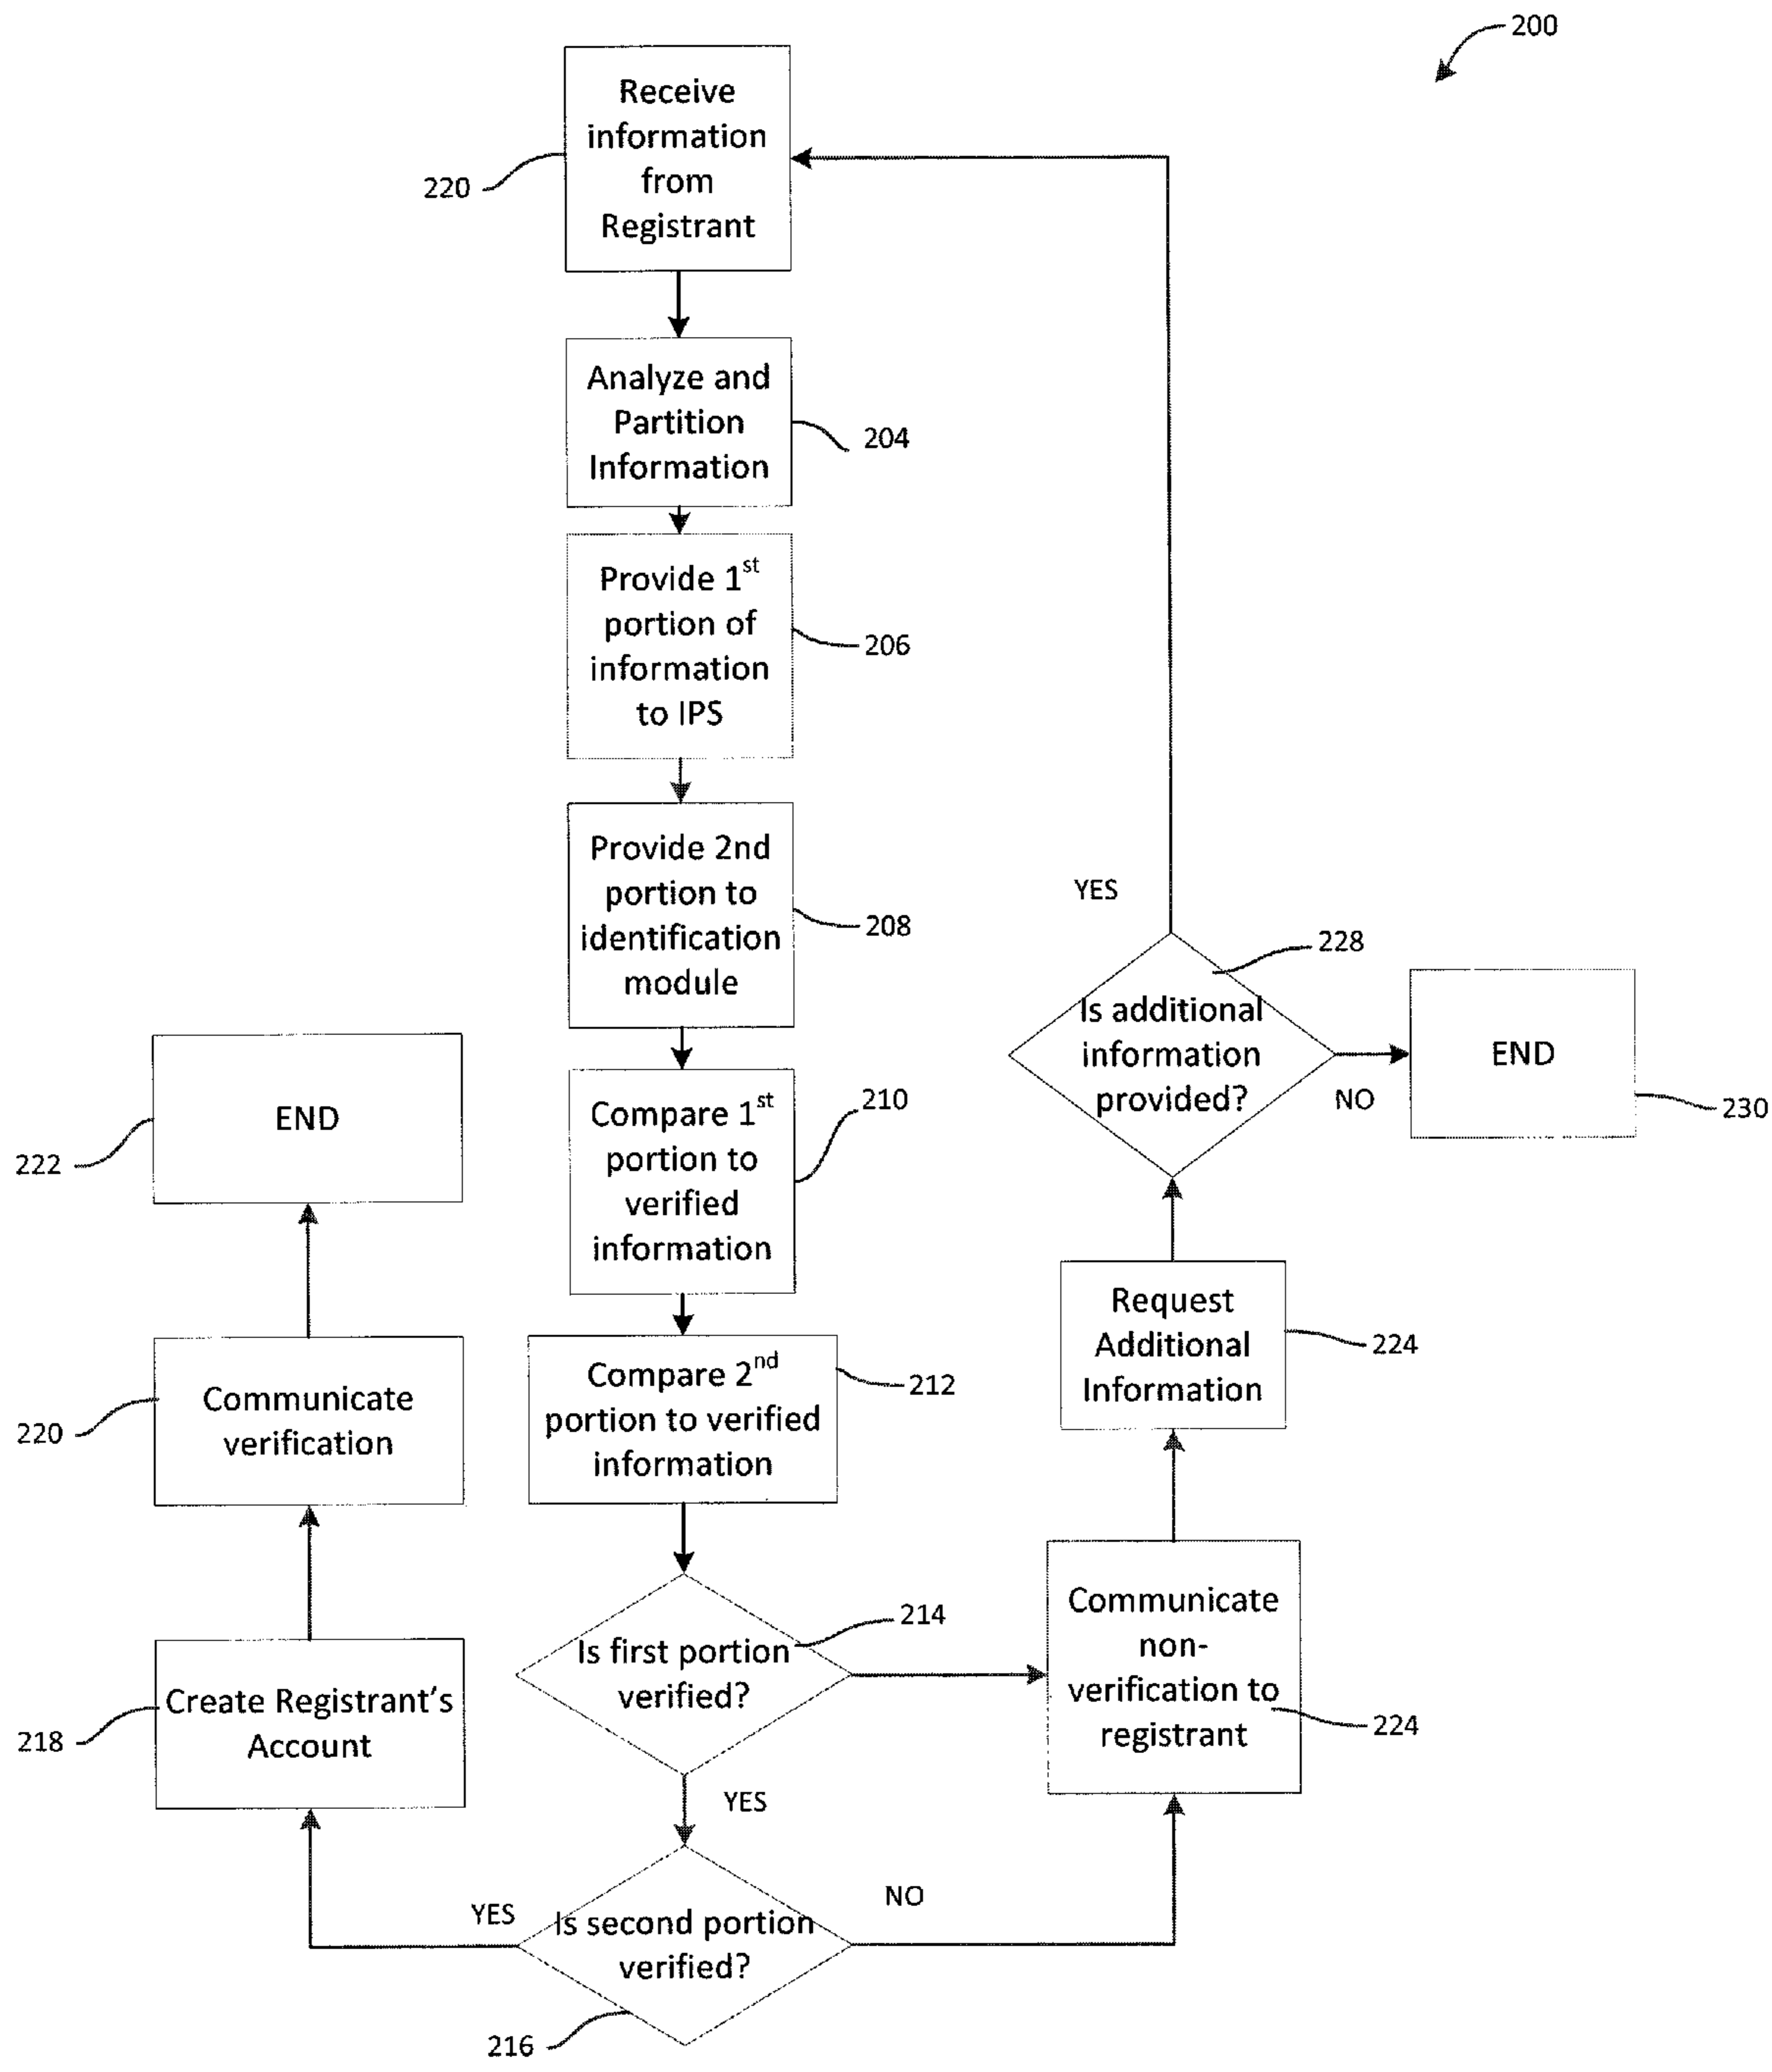 200
Receive
information
from
Registrant
220
Analyze and
Partition
Information
204
Provide 1st
portion of
information
to IPS
206
Provide 2nd
portion to
identification
module
208
Compare 1st
portion to
verified
information
210
Compare 2nd
portion to verified
information
212
Is first portion
verified?
214
YES
Is second portion
verified?
216
YES
NO
Create Registrant's
Account
218
Communicate
verification
220
END
222
Communicate
non-
verification to
registrant
224
Request
Additional
Information
224
Is additional
information
provided?
228
YES
NO
END
230